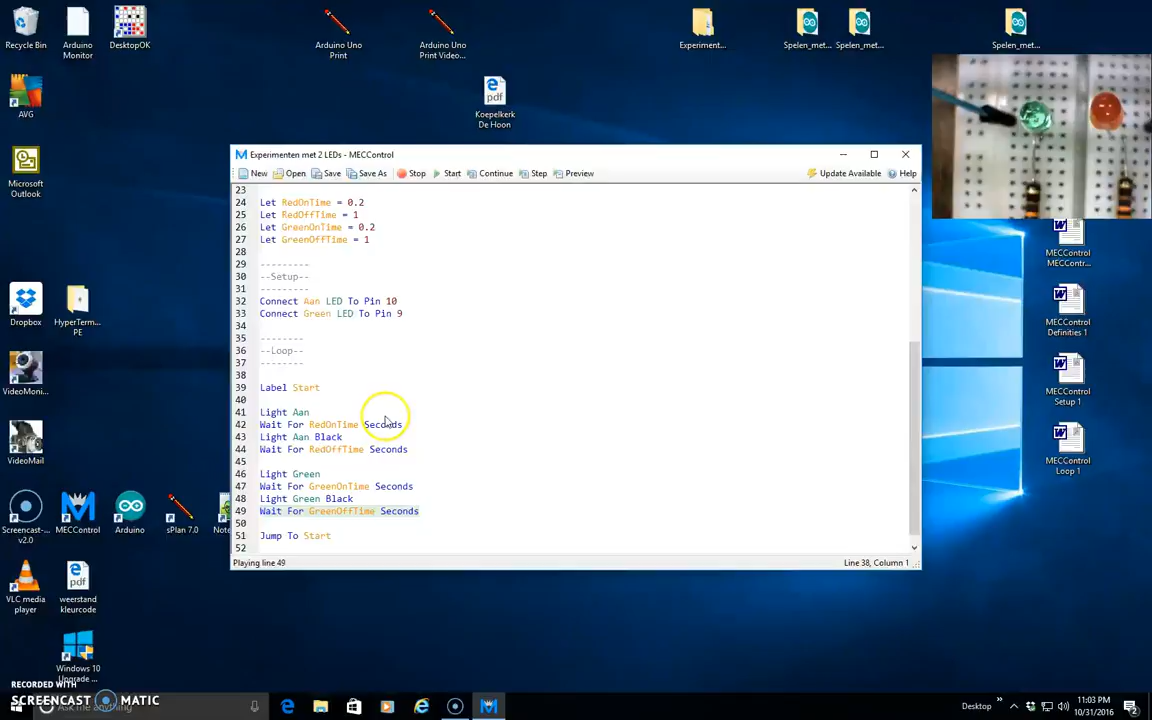 Recycle Bin
Arduino Monitor
DesktopOK
Arduino Uno Print
Arduino Uno Print Video...
Experiment...
Spelen_met...
Spelen_met...
Spelen_met...
AVG
pdf
Koepelkerk De Hoon
Microsoft Outlook
Experimenten met 2 LEDs - MECControl
New Open Save Save As Stop Start Continue Step Preview Update Available Help
23
24 Let RedOnTime = 0.2
25 Let RedOffTime = 1
26 Let GreenOnTime = 0.2
27 Let GreenOffTime = 1
28
29 ---------
30 --Setup--
31 ---------
32 Connect Aan LED To Pin 10
33 Connect Green LED To Pin 9
34
35 --------
36 --Loop--
37 --------
38
39 Label Start
40
41 Light Aan
42 Wait For RedOnTime Seconds
43 Light Aan Black
44 Wait For RedOffTime Seconds
45
46 Light Green
47 Wait For GreenOnTime Seconds
48 Light Green Black
49 Wait For GreenOffTime Seconds
50
51 Jump To Start
52
Playing line 49
Line 38, Column 1
MECControl MECContr...
MECControl Definities 1
MECControl Setup 1
MECControl Loop 1
Dropbox
HyperTerm... PE
VideoMoni...
VideoMail
Screencast-... v2.0
MECControl
Arduino
sPlan 7.0
VLC media player
pdf
weerstand kleurcode
Windows 10 Upgrade ...
RECORDED WITH
SCREENCAST MATIC
Desktop
11:03 PM
10/31/2016
2